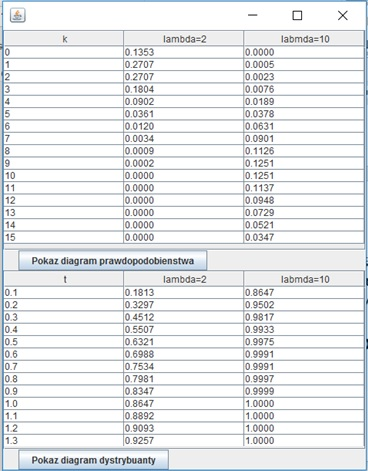 k lambda=2 labmda=10
0 0.1353 0.0000
1 0.2707 0.0005
2 0.2707 0.0023
3 0.1804 0.0076
4 0.0902 0.0189
5 0.0361 0.0378
6 0.0120 0.0631
7 0.0034 0.0901
8 0.0009 0.1126
9 0.0002 0.1251
10 0.0000 0.1251
11 0.0000 0.1137
12 0.0000 0.0948
13 0.0000 0.0729
14 0.0000 0.0521
15 0.0000 0.0347
Pokaz diagram prawdopodobienstwa
t lambda=2 labmda=10
0.1 0.1813 0.8647
0.2 0.3297 0.9502
0.3 0.4512 0.9817
0.4 0.5507 0.9933
0.5 0.6321 0.9975
0.6 0.6988 0.9991
0.7 0.7534 0.9991
0.8 0.7981 0.9997
0.9 0.8347 0.9999
1.0 0.8647 1.0000
1.1 0.8892 1.0000
1.2 0.9093 1.0000
1.3 0.9257 1.0000
Pokaz diagram dystrybuanty